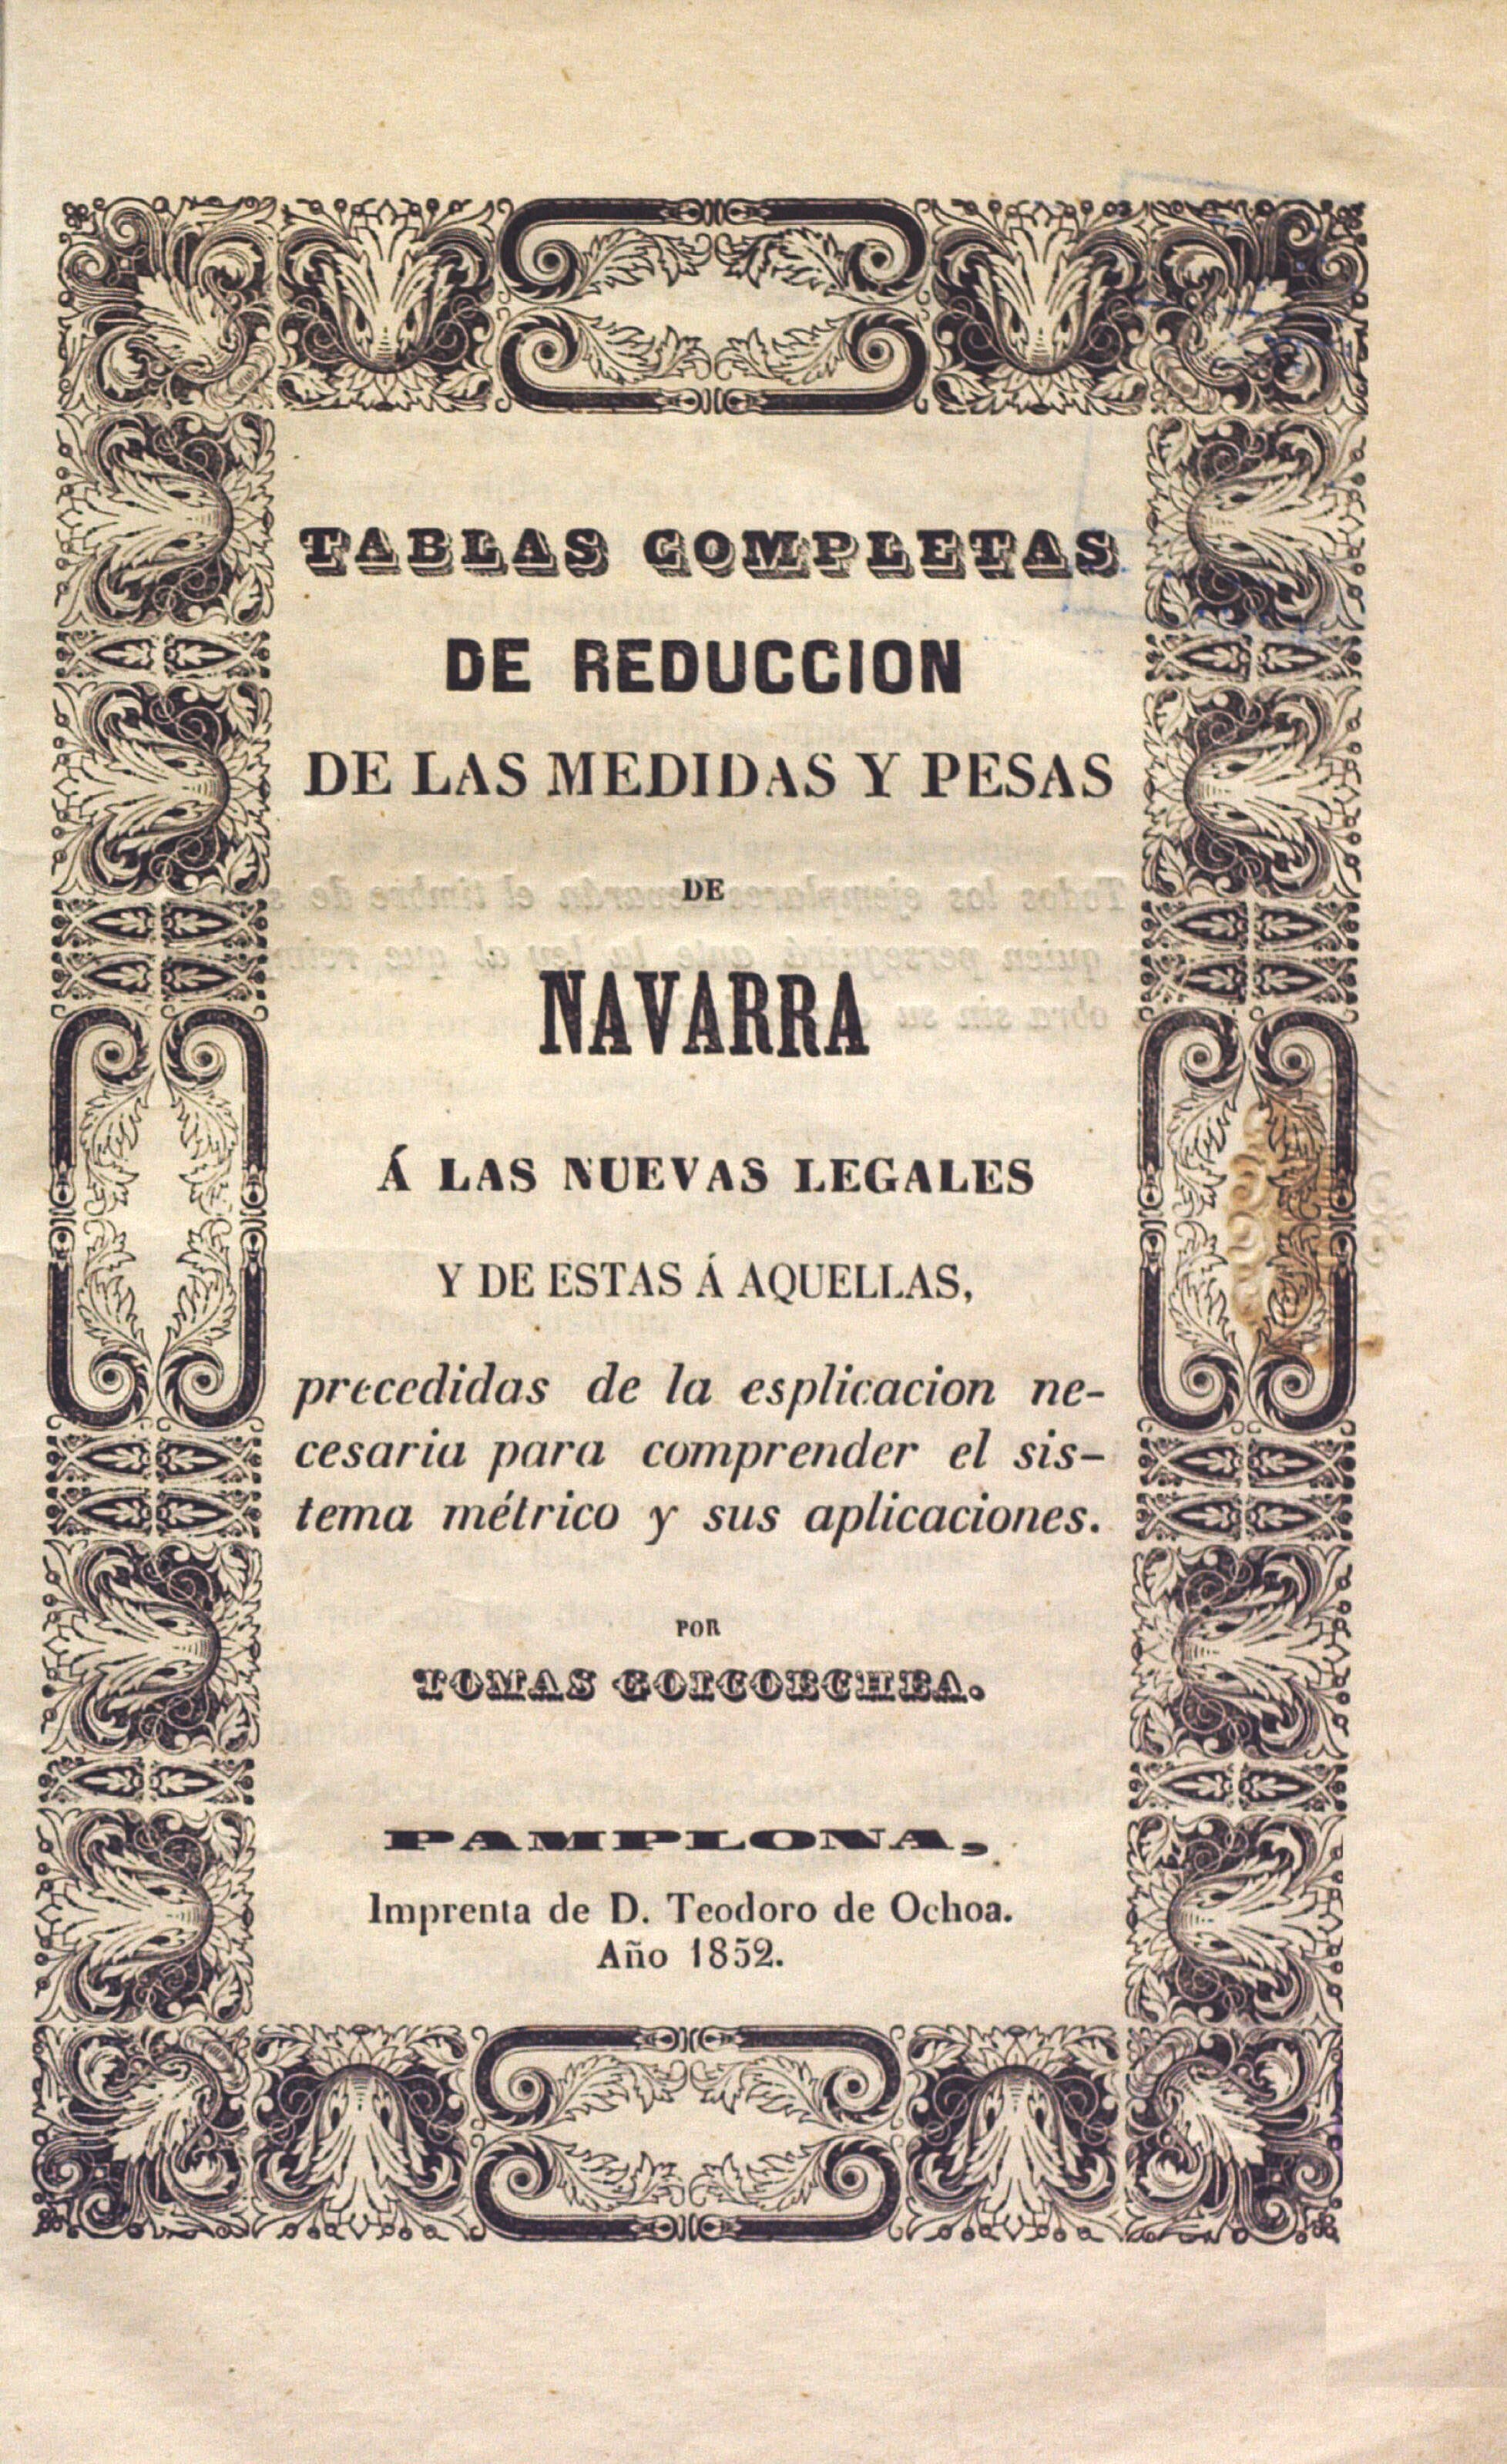 TABLAS COMPLETAS
DE REDUCCION
DE LAS MEDIDAS Y PESAS
DE
NAVARRA
Á LAS NUEVAS LEGALES
Y DE ESTAS Á AQUELLAS,
precedidas de la esplicacion ne-
cesaria para comprender el sis-
tema métrico y sus aplicaciones.
POR
TOMAS GOICOECHEA.
PAMPLONA,
Imprenta de D. Teodoro de Ochoa.
Año 1852.